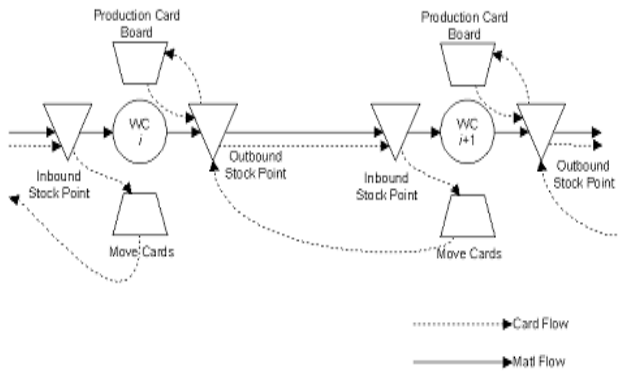 Production Card
Board
Production Card
Board
WC
i
WC
i+1
Inbound
Stock Point
Outbound
Stock Point
Inbound
Stock Point
Outbound
Stock Point
Move Cards
Move Cards
Card Flow
Matl Flow